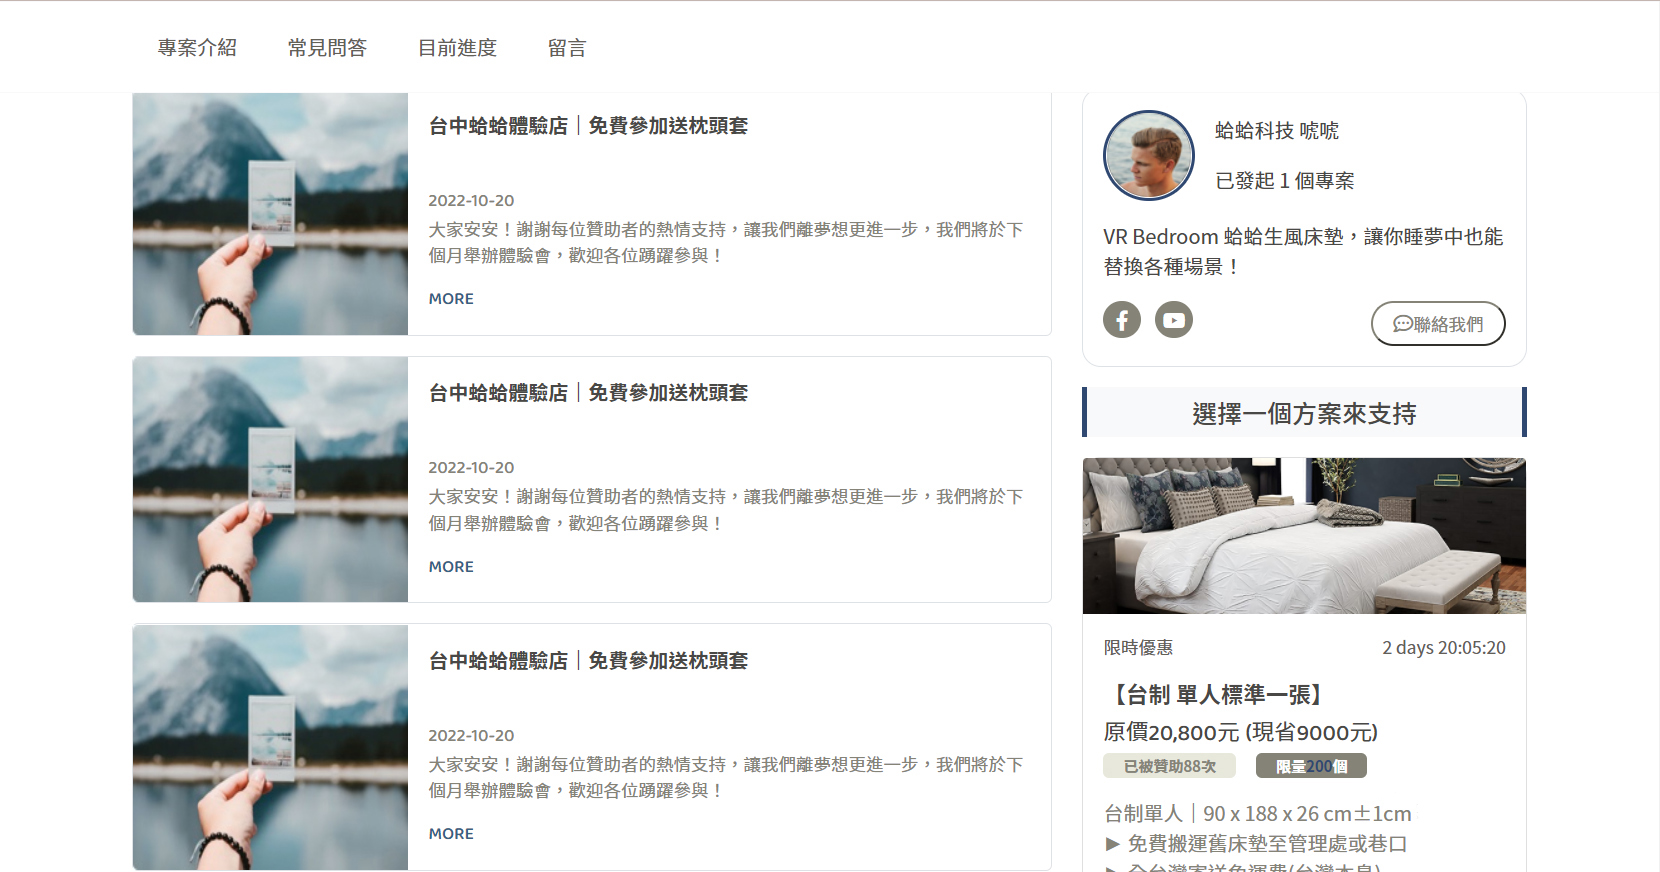 專案介紹
常見問答
目前進度
留言
台中蛤蛤體驗店｜免費參加送枕頭套
2022-10-20
大家安安！謝謝每位贊助者的熱情支持，讓我們離夢想更進一步，我們將於下
個月舉辦體驗會，歡迎各位踴躍參與！
MORE
台中蛤蛤體驗店｜免費參加送枕頭套
2022-10-20
大家安安！謝謝每位贊助者的熱情支持，讓我們離夢想更進一步，我們將於下
個月舉辦體驗會，歡迎各位踴躍參與！
MORE
台中蛤蛤體驗店｜免費參加送枕頭套
2022-10-20
大家安安！謝謝每位贊助者的熱情支持，讓我們離夢想更進一步，我們將於下
個月舉辦體驗會，歡迎各位踴躍參與！
MORE
蛤蛤科技 唬唬
已發起 1 個專案
VR Bedroom 蛤蛤生風床墊，讓你睡夢中也能
替換各種場景！
聯絡我們
選擇一個方案來支持
限時優惠
2 days 20:05:20
【台制 單人標準一張】
原價20,800元 (現省9000元)
已被贊助88次
限量200個
台制單人｜90 x 188 x 26 cm±1cm
► 免費搬運舊床墊至管理處或巷口
► 全台灣寄送免運費(台灣本島)